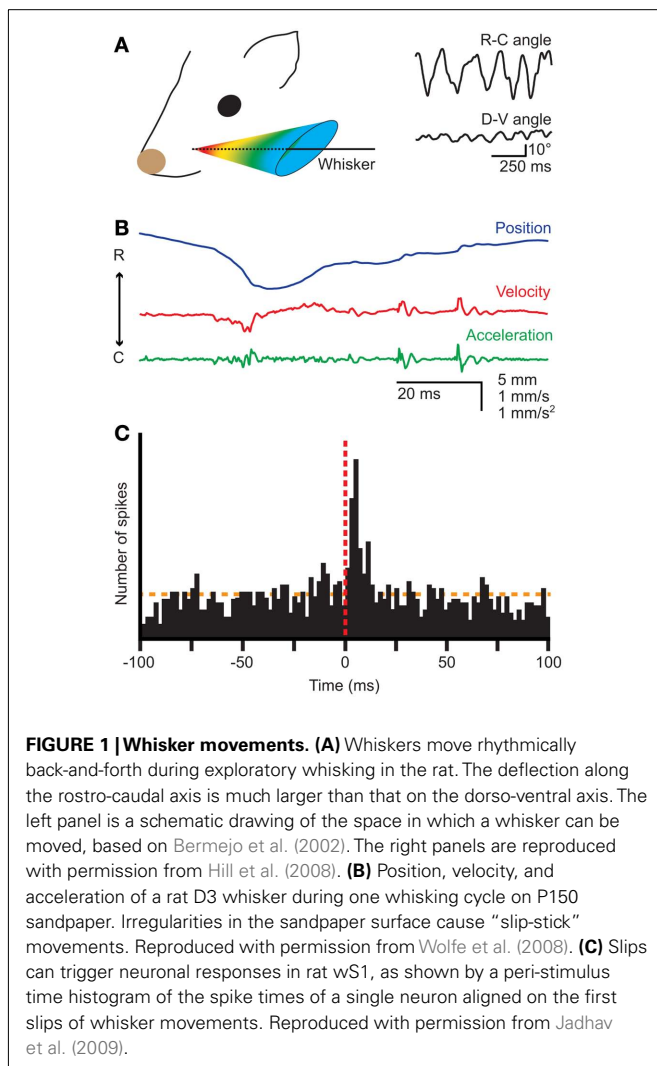 A
R-C angle
D-V angle
10°
250 ms
Whisker
B
Position
R
Velocity
C
Acceleration
20 ms
5 mm
1 mm/s
1 mm/s²
C
Number of spikes
-100
-50
0
50
100
Time (ms)
FIGURE 1 | Whisker movements. (A) Whiskers move rhythmically
back-and-forth during exploratory whisking in the rat. The deflection along
the rostro-caudal axis is much larger than that on the dorso-ventral axis. The
left panel is a schematic drawing of the space in which a whisker can be
moved, based on Bermejo et al. (2002). The right panels are reproduced
with permission from Hill et al. (2008). (B) Position, velocity, and
acceleration of a rat D3 whisker during one whisking cycle on P150
sandpaper. Irregularities in the sandpaper surface cause “slip-stick”
movements. Reproduced with permission from Wolfe et al. (2008). (C) Slips
can trigger neuronal responses in rat wS1, as shown by a peri-stimulus
time histogram of the spike times of a single neuron aligned on the first
slips of whisker movements. Reproduced with permission from Jadhav
et al. (2009).